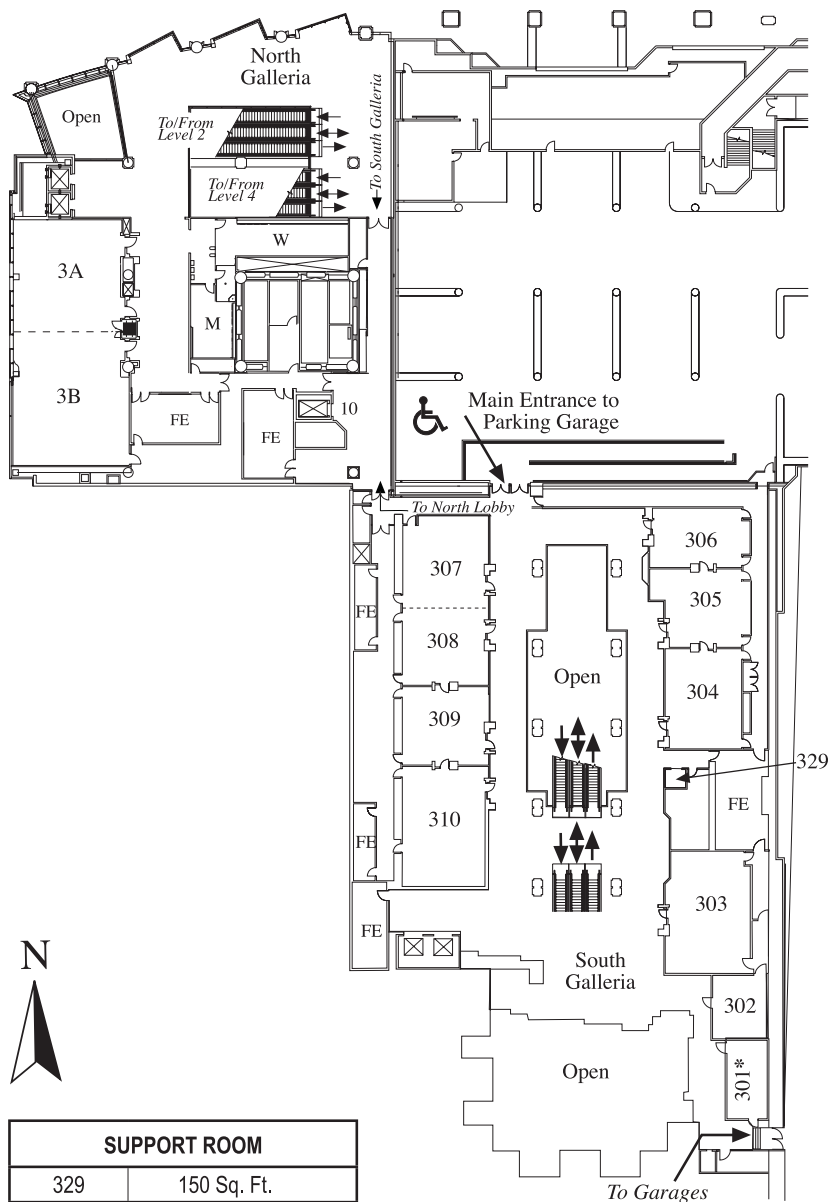 North
Galleria
Open
To/From
Level 2
To/From
Level 4
To South Galleria
W
3A
M
3B
FE
FE
10
Main Entrance to
Parking Garage
To North Lobby
306
307
305
FE
308
Open
304
309
329
310
FE
FE
303
FE
N
South
Galleria
302
Open
301*
SUPPORT ROOM
329 150 Sq. Ft.
To Garages